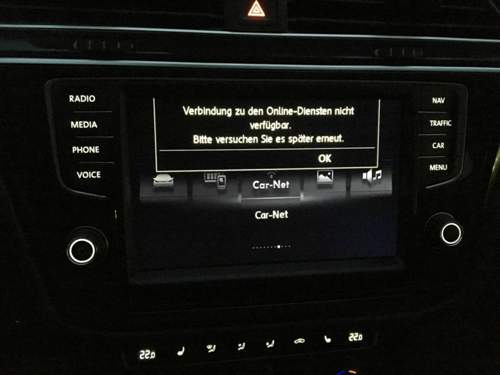 RADIO
MEDIA
PHONE
VOICE
Verbindung zu den Online-Diensten nicht
verfügbar.
Bitte versuchen Sie es später erneut.
OK
Car-Net
Car-Net
NAV
TRAFFIC
CAR
MENU
22.0
22.0